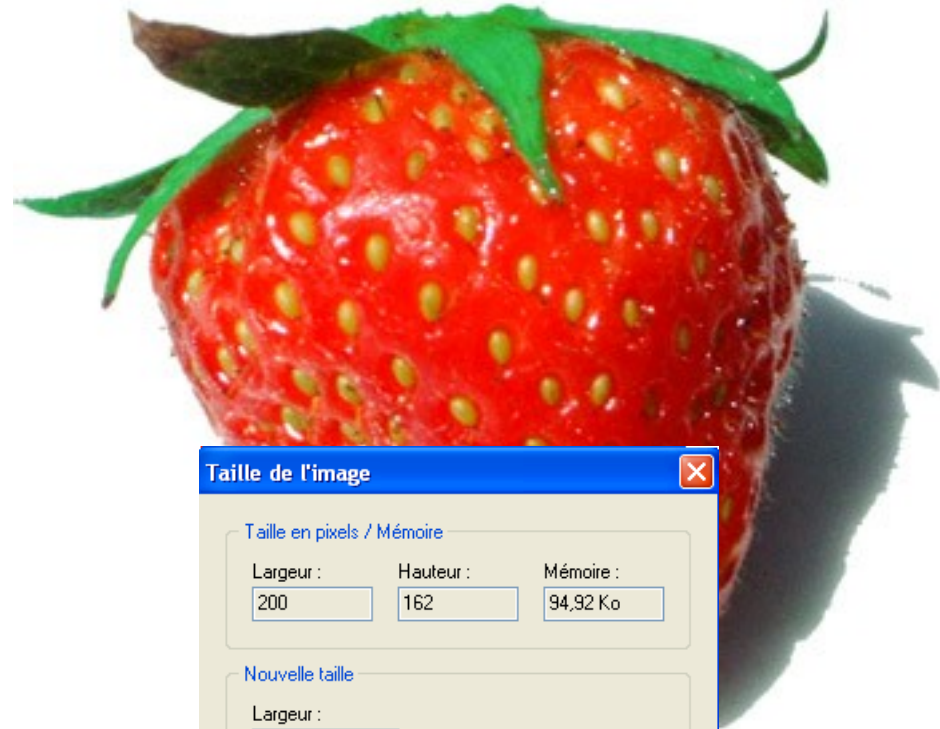 Taille de l'image
Taille en pixels / Mémoire
Largeur : Hauteur : Mémoire :
200 162 94,92 Ko
Nouvelle taille
Largeur :